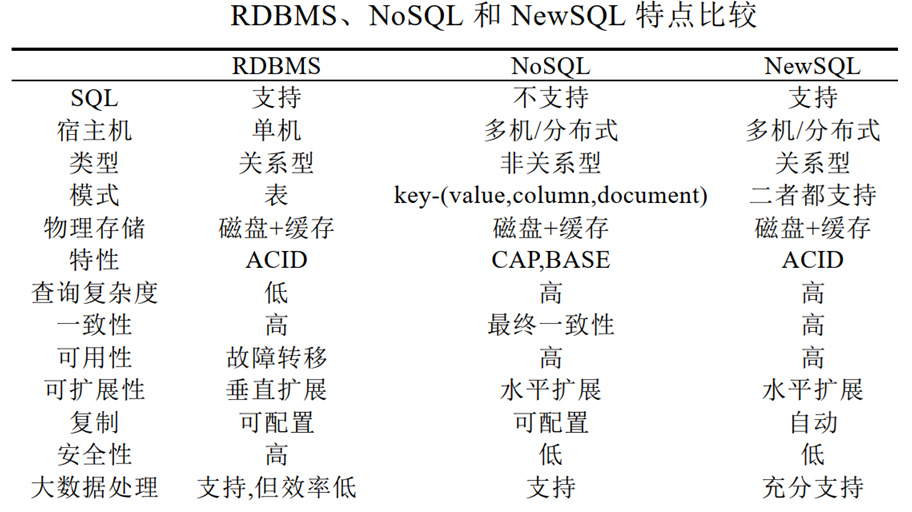 RDBMS、NoSQL 和 NewSQL 特点比较
RDBMS NoSQL NewSQL
SQL 支持 不支持 支持
宿主机 单机 多机/分布式 多机/分布式
类型 关系型 非关系型 关系型
模式 表 key-(value,column,document) 二者都支持
物理存储 磁盘+缓存 磁盘+缓存 磁盘+缓存
特性 ACID CAP,BASE ACID
查询复杂度 低 高 高
一致性 高 最终一致性 高
可用性 故障转移 高 高
可扩展性 垂直扩展 水平扩展 水平扩展
复制 可配置 可配置 自动
安全性 高 低 低
大数据处理 支持,但效率低 支持 充分支持